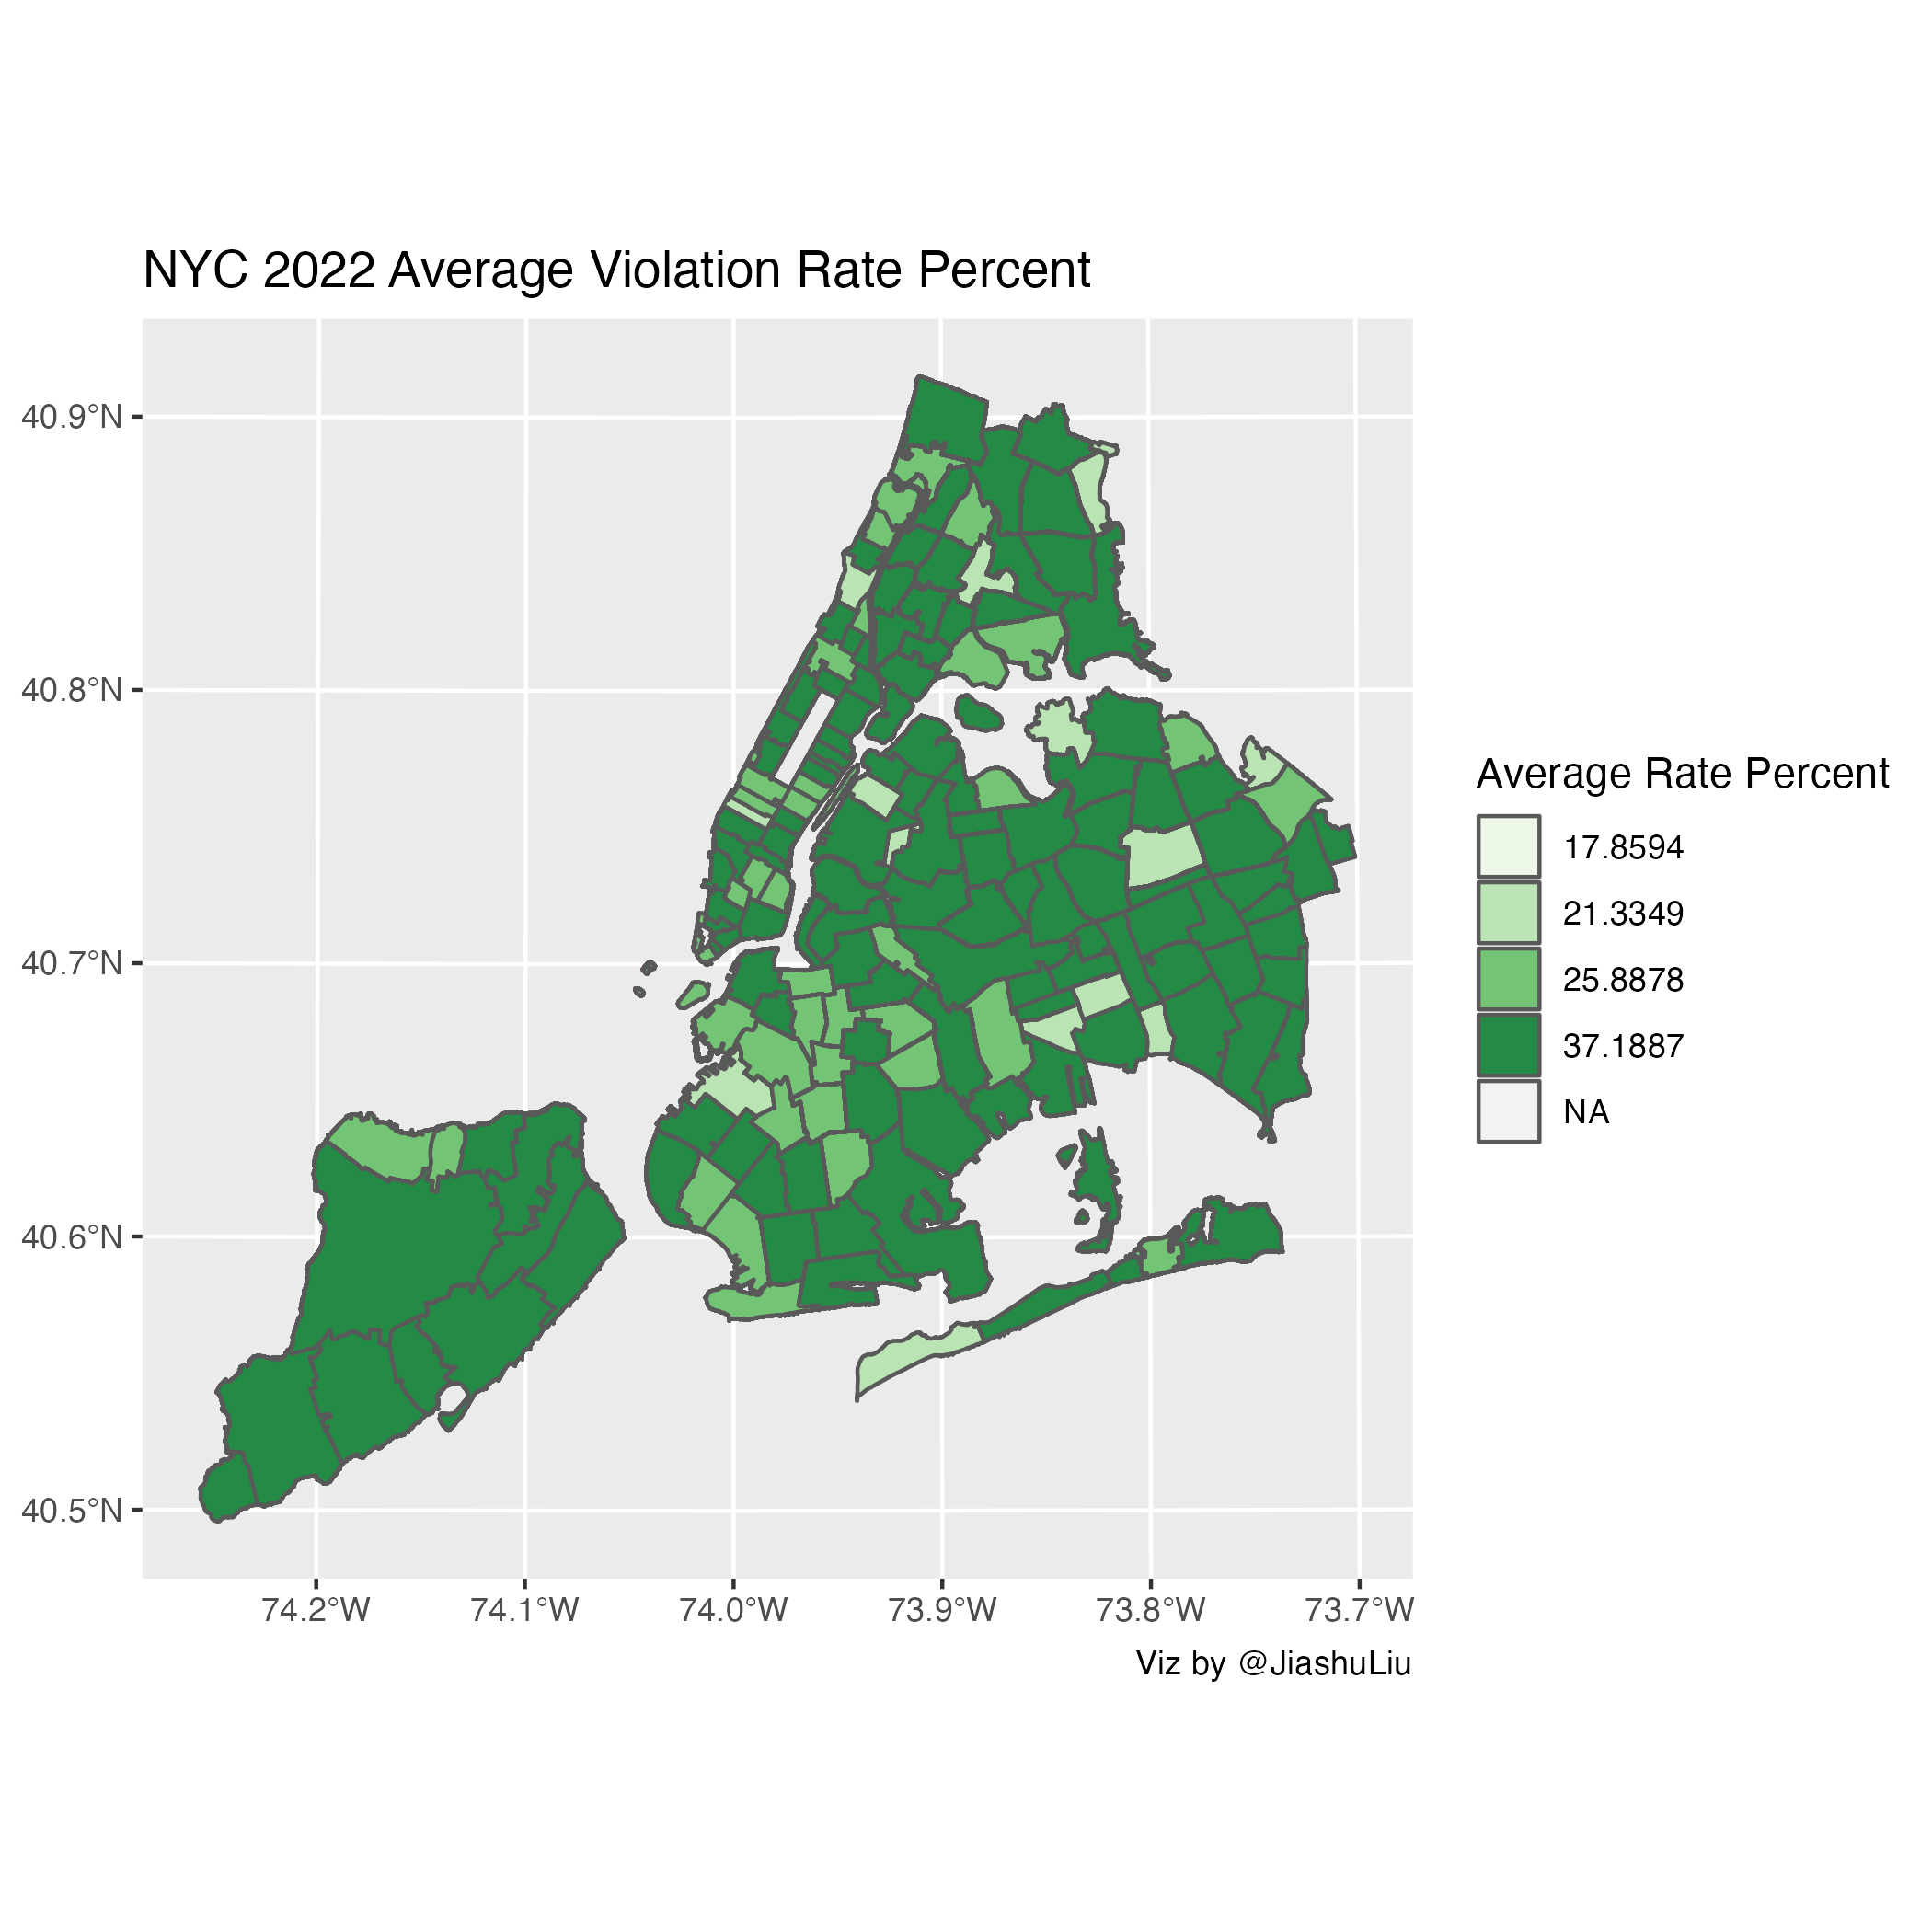 NYC 2022 Average Violation Rate Percent
40.9°N
40.8°N
40.7°N
40.6°N
40.5°N
74.2°W 74.1°W 74.0°W 73.9°W 73.8°W 73.7°W
Average Rate Percent
17.8594
21.3349
25.8878
37.1887
NA
Viz by @JiashuLiu